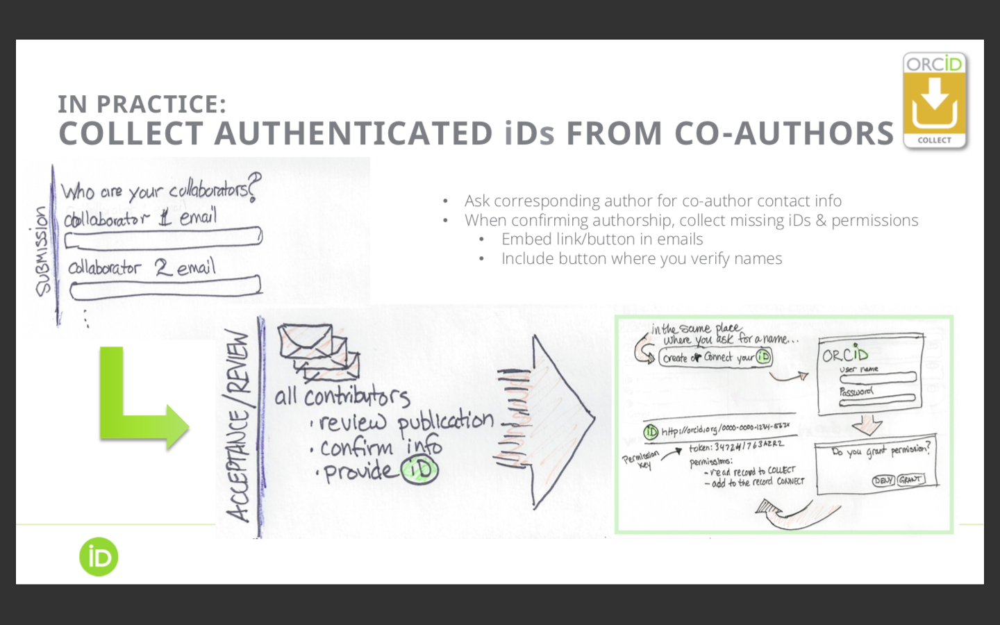 ORCiD
COLLECT
IN PRACTICE:
COLLECT AUTHENTICATED iDs FROM CO-AUTHORS
SUBMISSION
Who are your collaborators?
collaborator 1 email
collaborator 2 email
• Ask corresponding author for co-author contact info
• When confirming authorship, collect missing iDs & permissions
• Embed link/button in emails
• Include button where you verify names
ACCEPTANCE/REVIEW
all contributors
· review publication
· confirm info
· provide iD
in the same place
where you ask for a name...
Create or Connect your iD
ORCiD
User name
Password
iD http://orcid.org/0000-0000-1234-567x
Permission
key
token: 347241763A2R2
permissions:
- read record to COLLECT
- add to the record CONNECT
Do you grant permission?
DENY GRANT
iD